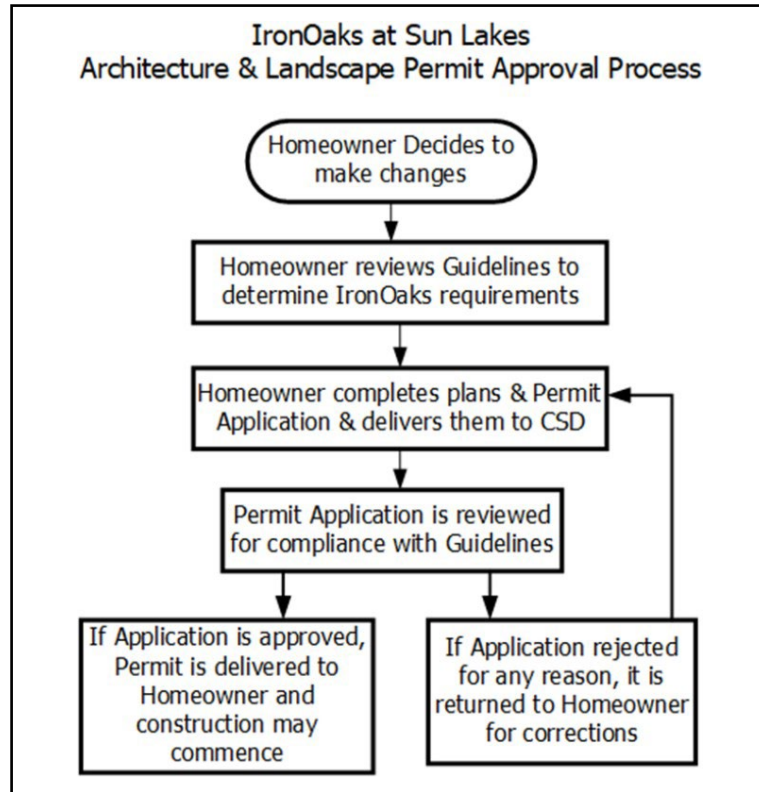 IronOaks at Sun Lakes
Architecture & Landscape Permit Approval Process
Homeowner Decides to
make changes
Homeowner reviews Guidelines to
determine IronOaks requirements
Homeowner completes plans & Permit
Application & delivers them to CSD
Permit Application is reviewed
for compliance with Guidelines
If Application is approved,
Permit is delivered to
Homeowner and
construction may
commence
If Application rejected
for any reason, it is
returned to Homeowner
for corrections